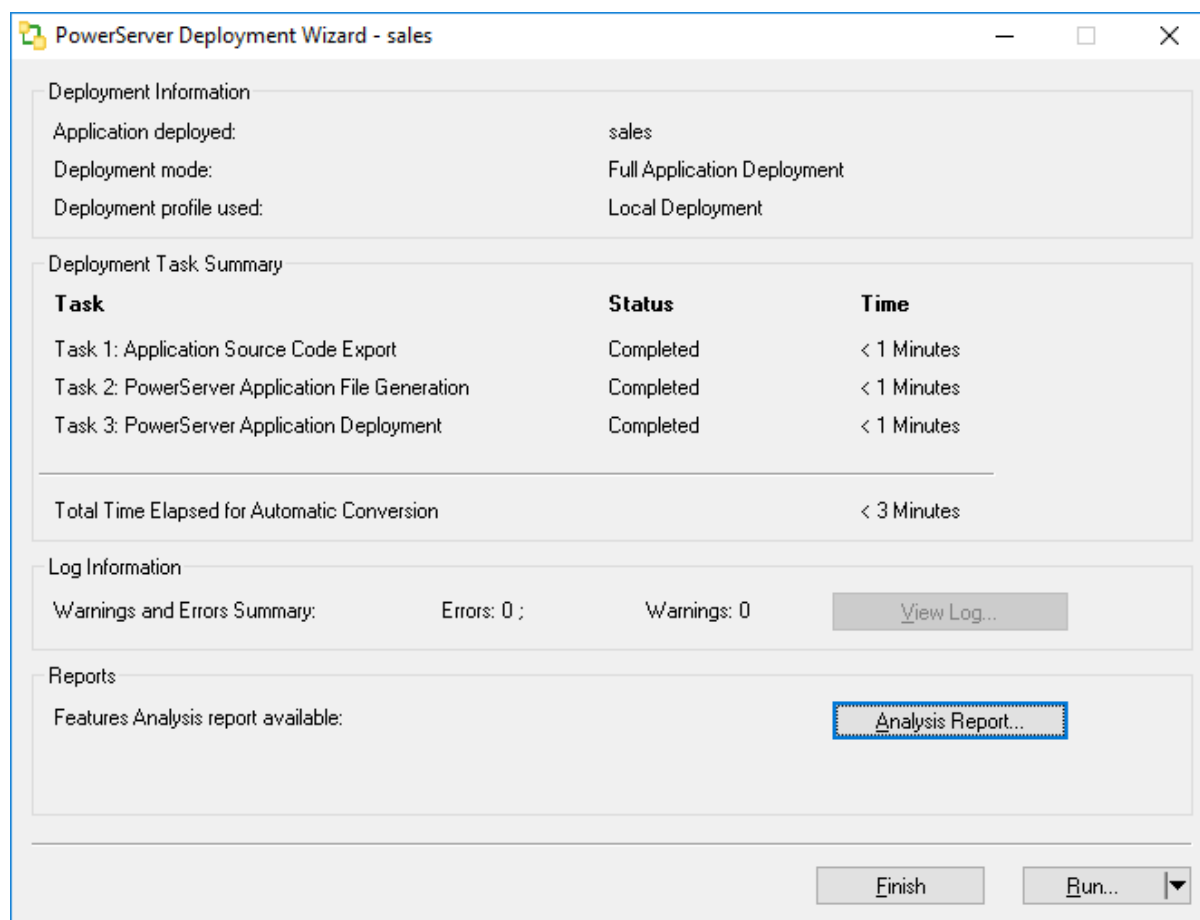 PowerServer Deployment Wizard - sales
Deployment Information
Application deployed: sales
Deployment mode: Full Application Deployment
Deployment profile used: Local Deployment
Deployment Task Summary
Task Status Time
Task 1: Application Source Code Export Completed < 1 Minutes
Task 2: PowerServer Application File Generation Completed < 1 Minutes
Task 3: PowerServer Application Deployment Completed < 1 Minutes
Total Time Elapsed for Automatic Conversion < 3 Minutes
Log Information
Warnings and Errors Summary: Errors: 0 ; Warnings: 0 View Log...
Reports
Features Analysis report available: Analysis Report...
Finish Run...